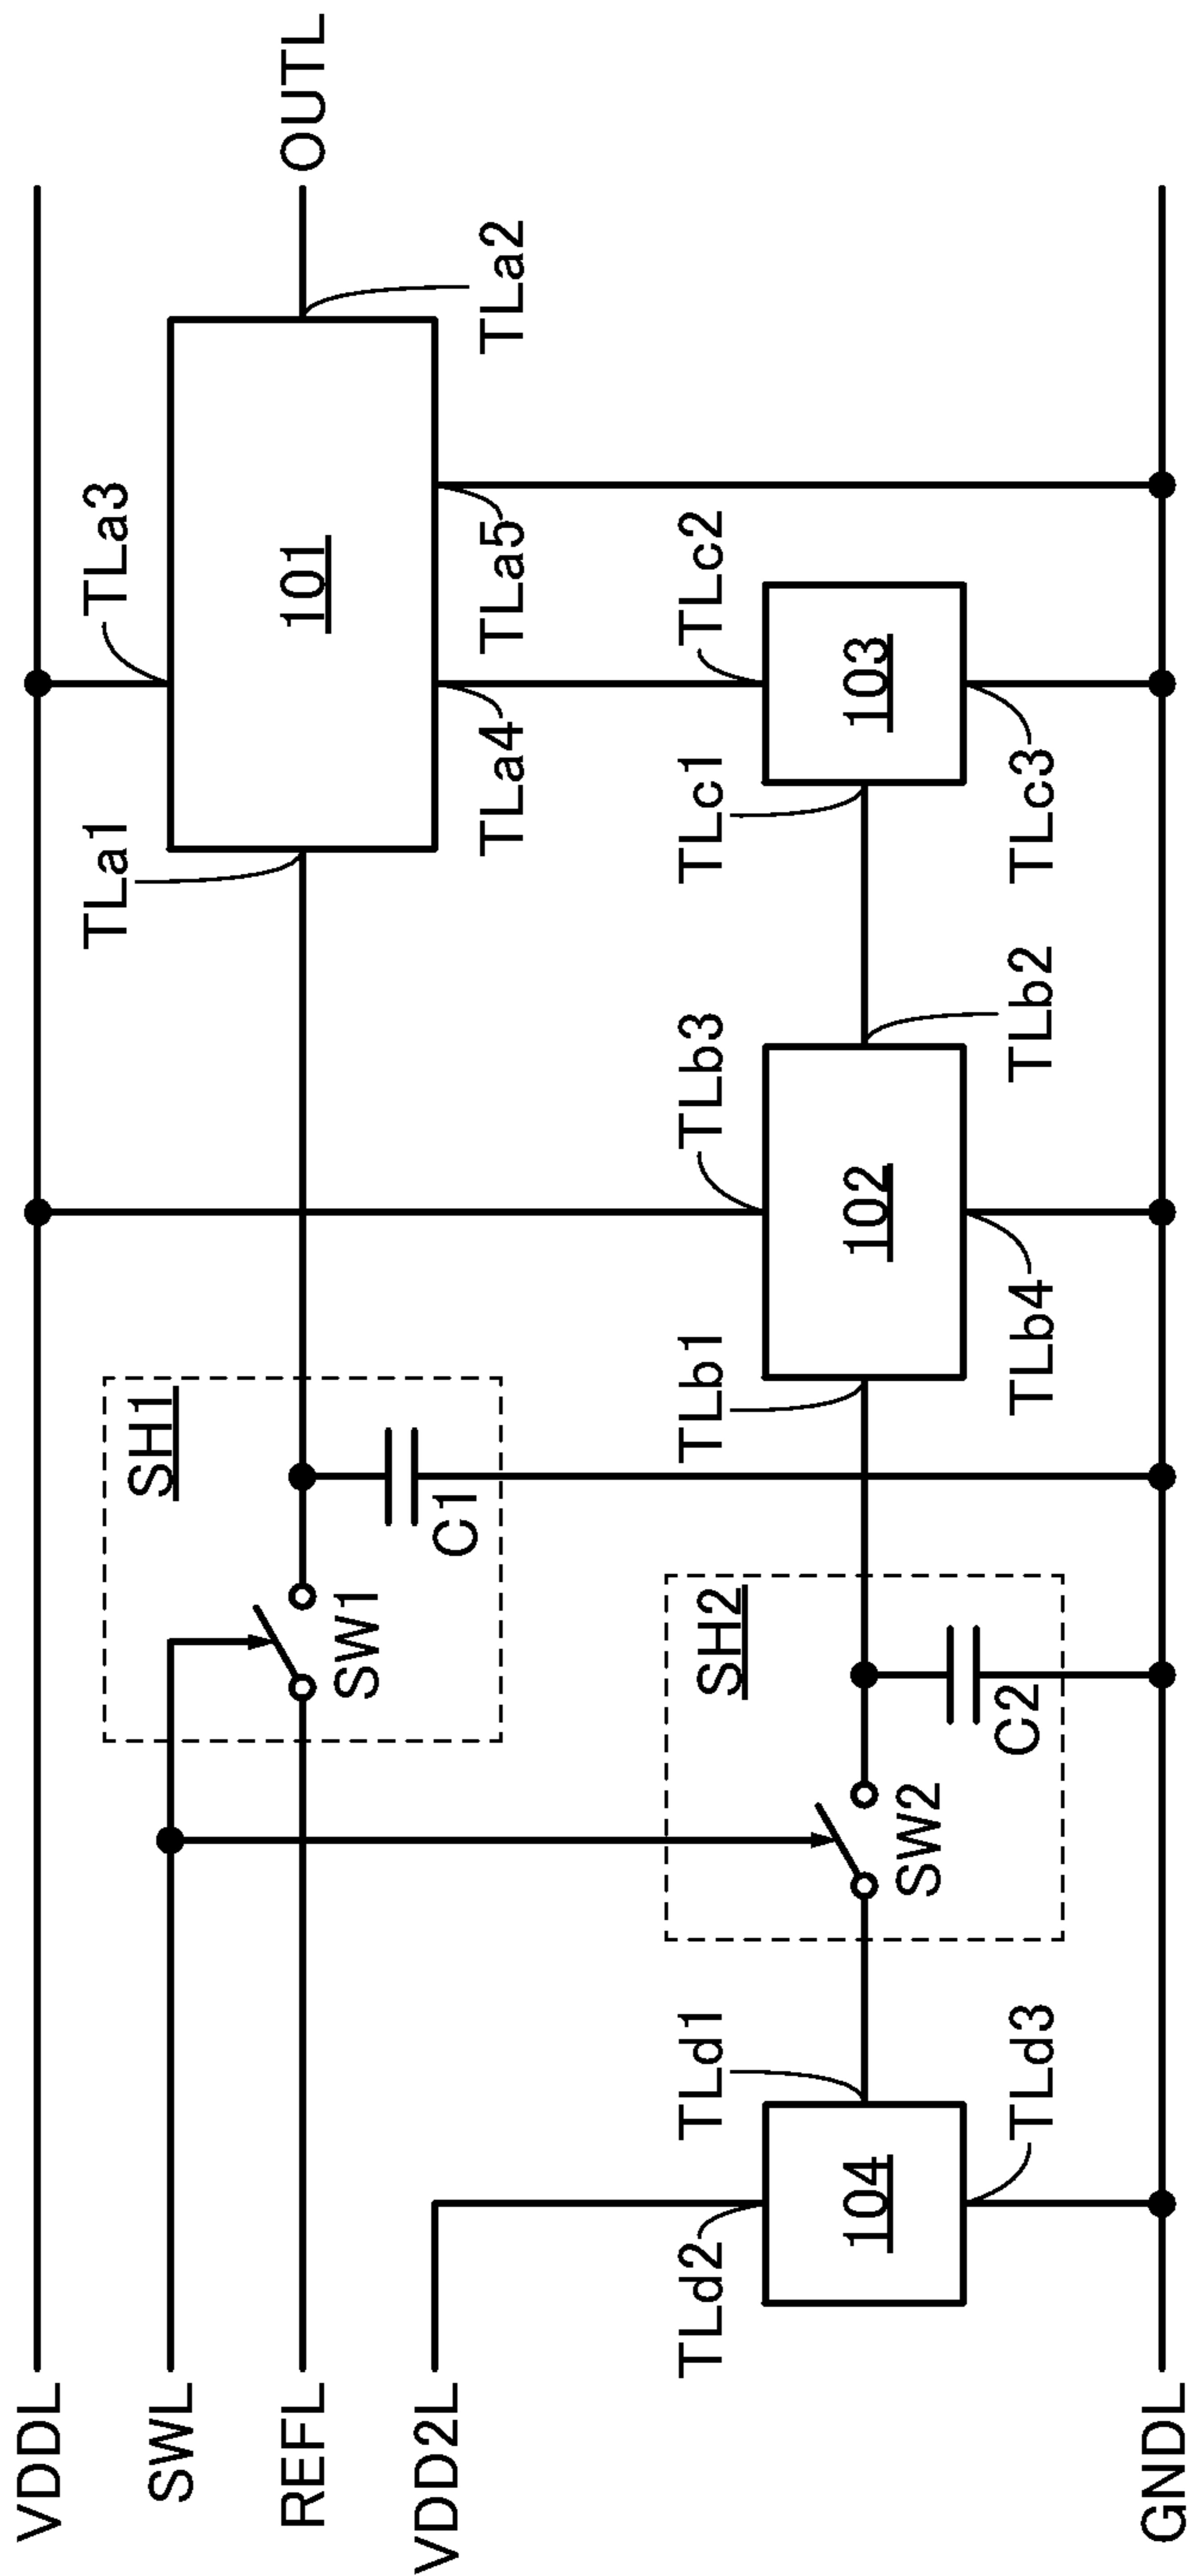 VDDL
SWL
REFL
VDD2L
GNDL
OUTL
TLa3
TLa1
101
TLa2
TLa4
TLa5
SH1
SW1
C1
SH2
SW2
C2
TLd2
TLd1
104
TLd3
TLb1
TLb3
102
TLb2
TLb4
TLc1
TLc2
103
TLc3